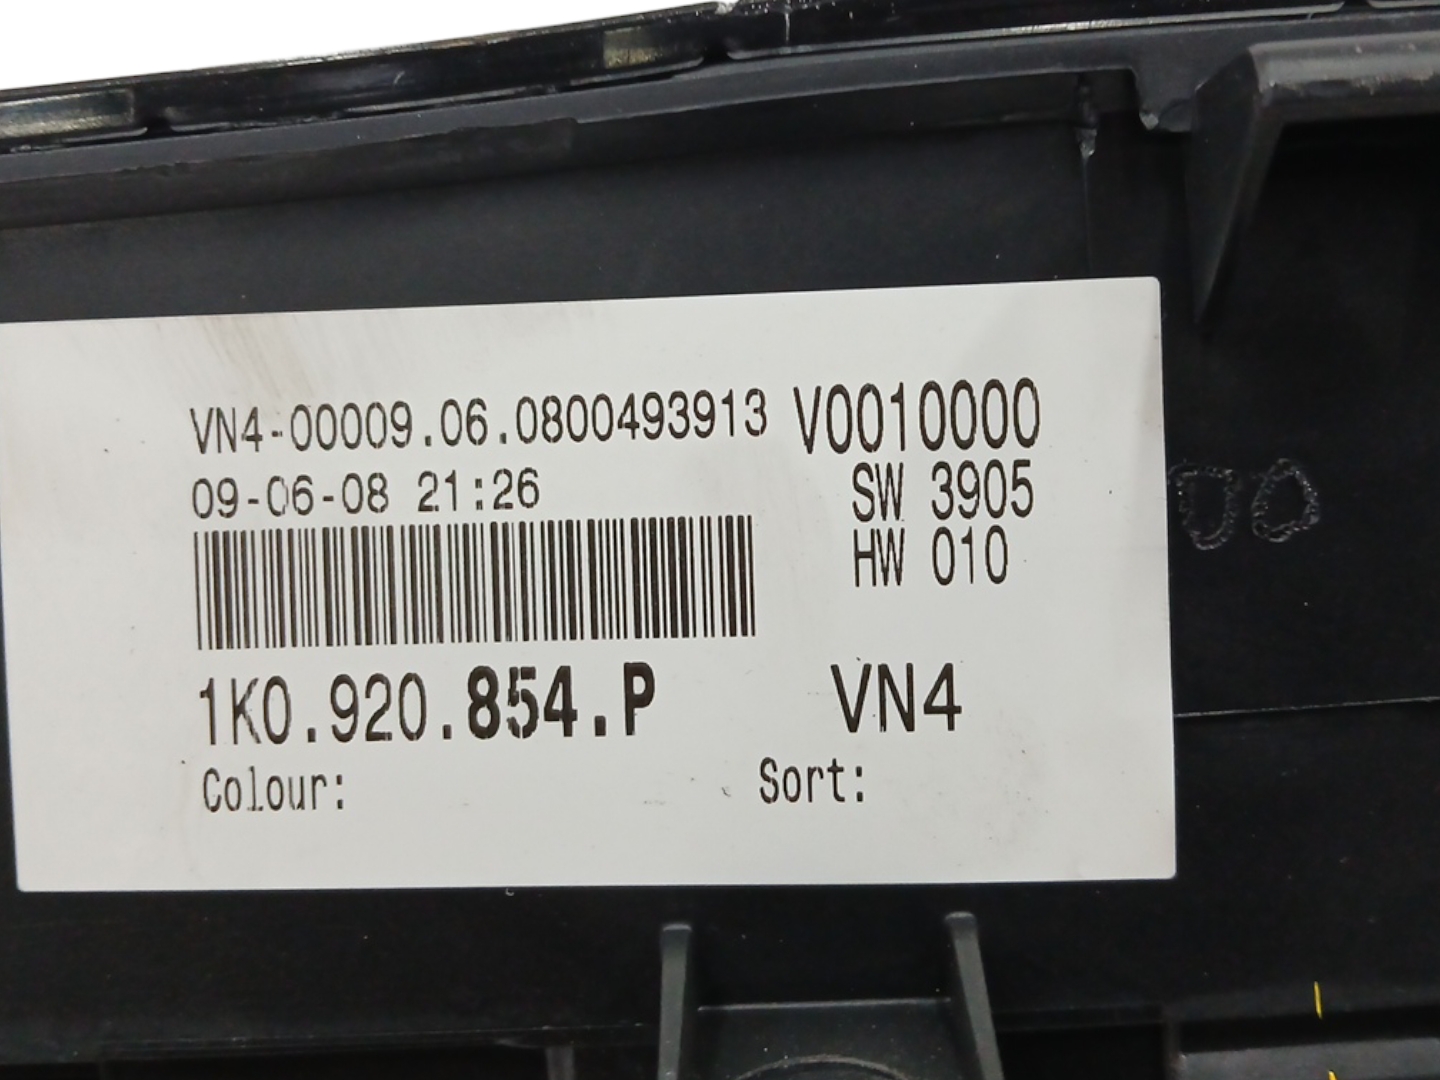 VN4-00009.06.0800493913 V0010000
09-06-08 21:26 SW 3905
HW 010
1K0.920.854.P VN4
Colour: Sort: